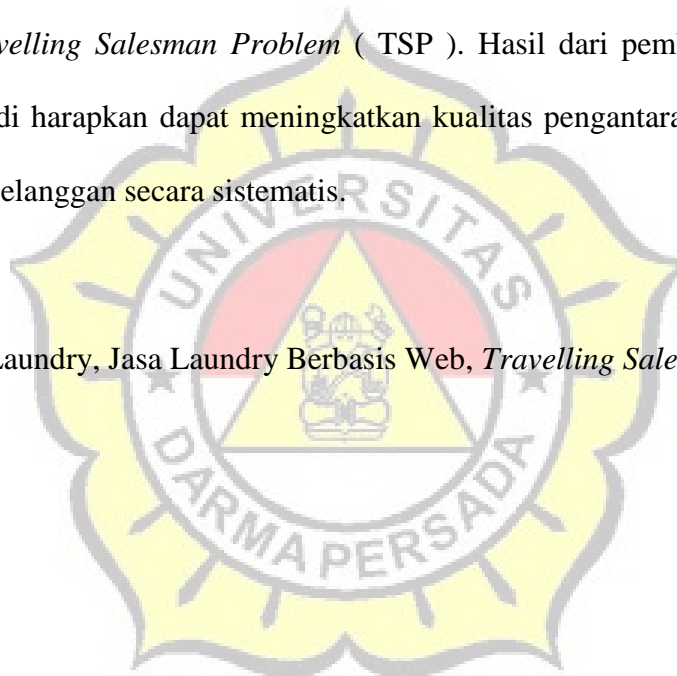 velling Salesman Problem ( TSP ). Hasil dari pem
di harapkan dapat meningkatkan kualitas pengantara
elanggan secara sistematis.
UNIVERSITAS
Laundry, Jasa Laundry Berbasis Web, Travelling Sale
DARMA PERSADA